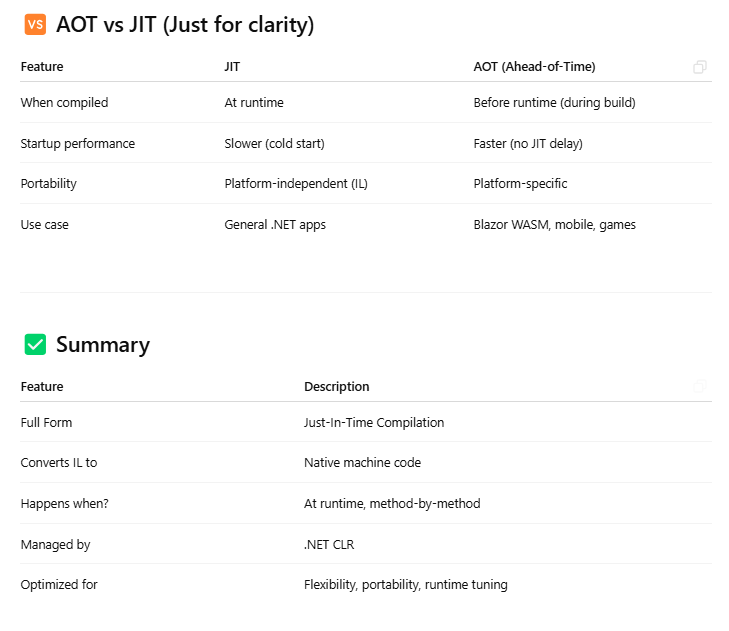 VS AOT vs JIT (Just for clarity)
Feature JIT AOT (Ahead-of-Time)
When compiled At runtime Before runtime (during build)
Startup performance Slower (cold start) Faster (no JIT delay)
Portability Platform-independent (IL) Platform-specific
Use case General .NET apps Blazor WASM, mobile, games
Summary
Feature Description
Full Form Just-In-Time Compilation
Converts IL to Native machine code
Happens when? At runtime, method-by-method
Managed by .NET CLR
Optimized for Flexibility, portability, runtime tuning